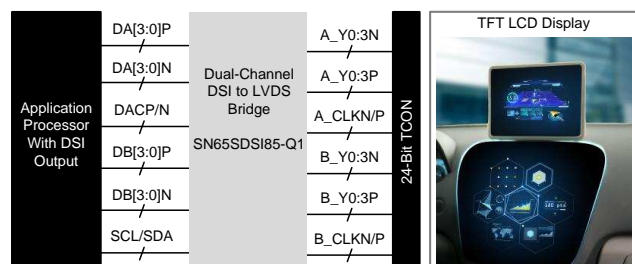 Application
Processor
With DSI
Output
DA[3:0]P
DA[3:0]N
DACP/N
DB[3:0]P
DB[3:0]N
SCL/SDA
Dual-Channel
DSI to LVDS
Bridge
SN65DSI85-Q1
A_Y0:3N
A_Y0:3P
A_CLKN/P
B_Y0:3N
B_Y0:3P
B_CLKN/P
24-Bit TCON
TFT LCD Display